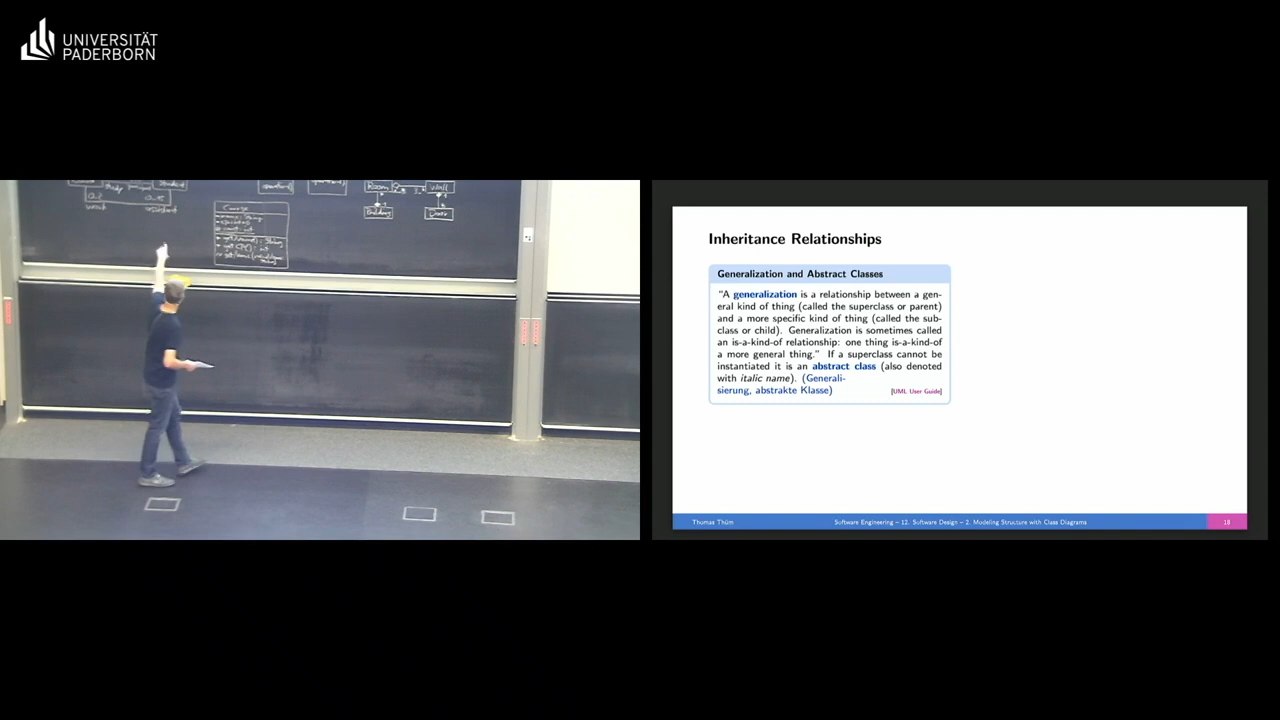 UNIVERSITÄT
PADERBORN
Room
Wall
Building
Door
Course
Inheritance Relationships
Generalization and Abstract Classes
"A generalization is a relationship between a gen-
eral kind of thing (called the superclass or parent)
and a more specific kind of thing (called the sub-
class or child). Generalization is sometimes called
an is-a-kind-of relationship: one thing is-a-kind-of
a more general thing." If a superclass cannot be
instantiated it is an abstract class (also denoted
with italic name). (Generali-
sierung, abstrakte Klasse) [UML User Guide]
Thomas Thüm Software Engineering – 12. Software Design – 2. Modeling Structure with Class Diagrams 18